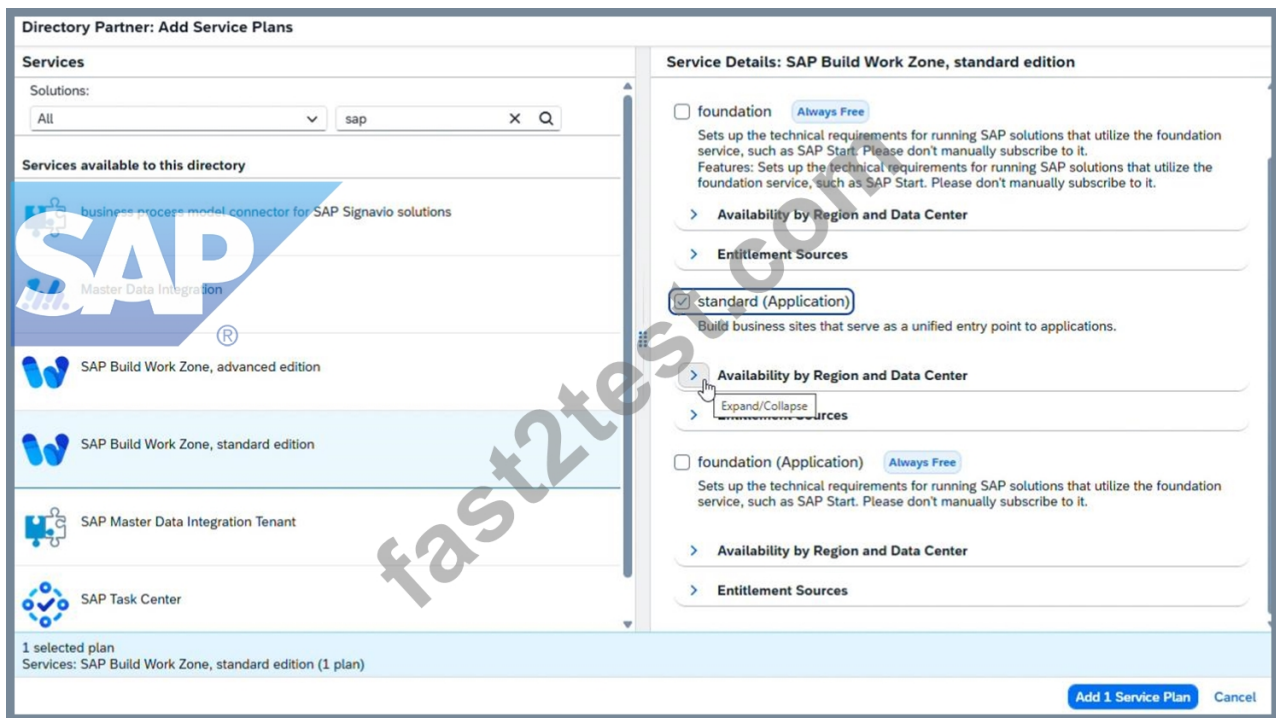 Directory Partner: Add Service Plans
Services
Solutions:
All
sap
Services available to this directory
business process model connector for SAP Signavio solutions
Master Data Integration
SAP
®
SAP Build Work Zone, advanced edition
SAP Build Work Zone, standard edition
SAP Master Data Integration Tenant
SAP Task Center
Service Details: SAP Build Work Zone, standard edition
foundation Always Free
Sets up the technical requirements for running SAP solutions that utilize the foundation
service, such as SAP Start. Please don't manually subscribe to it.
Features: Sets up the technical requirements for running SAP solutions that utilize the
foundation service, such as SAP Start. Please don't manually subscribe to it.
Availability by Region and Data Center
Entitlement Sources
standard (Application)
Build business sites that serve as a unified entry point to applications.
Availability by Region and Data Center
Expand/Collapse
Entitlement Sources
foundation (Application) Always Free
Sets up the technical requirements for running SAP solutions that utilize the foundation
service, such as SAP Start. Please don't manually subscribe to it.
Availability by Region and Data Center
Entitlement Sources
fast2test.com
1 selected plan
Services: SAP Build Work Zone, standard edition (1 plan)
Add 1 Service Plan Cancel